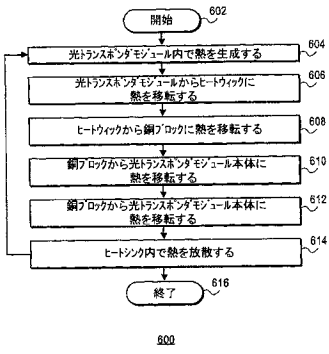 開始
602
光トランスポンダモジュール内で熱を生成する
604
光トランスポンダモジュールからヒートウィックに
熱を移転する
606
ヒートウィックから銅ブロックに熱を移転する
608
銅ブロックから光トランスポンダモジュール本体に
熱を移転する
610
銅ブロックから光トランスポンダモジュール本体に
熱を移転する
612
ヒートシンク内で熱を放散する
614
終了
616
600